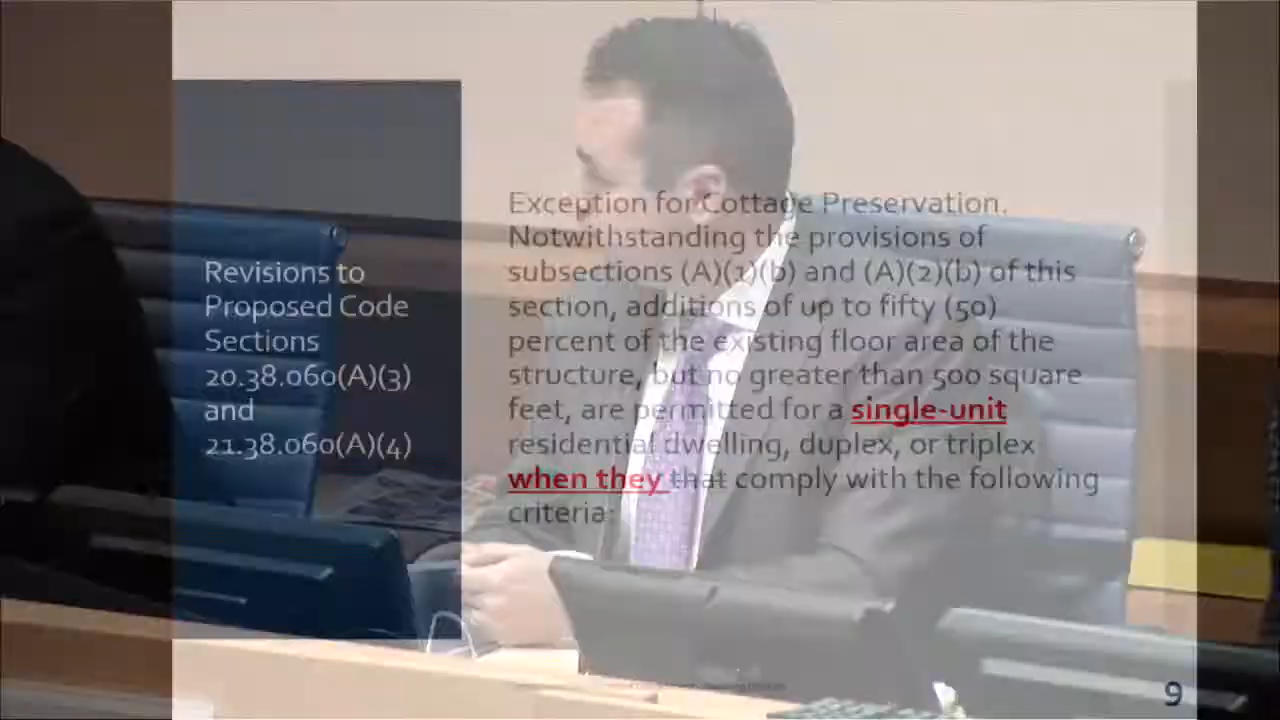 Revisions to
Proposed Code
Sections
20.38.060(A)(3)
and
21.38.060(A)(4)
Exception for Cottage Preservation.
Notwithstanding the provisions of
subsections (A)(1)(b) and (A)(2)(b) of this
section, additions of up to fifty (50)
percent of the existing floor area of the
structure, but no greater than 500 square
feet, are permitted for a single-unit
residential dwelling, duplex, or triplex
when they that comply with the following
criteria:
9